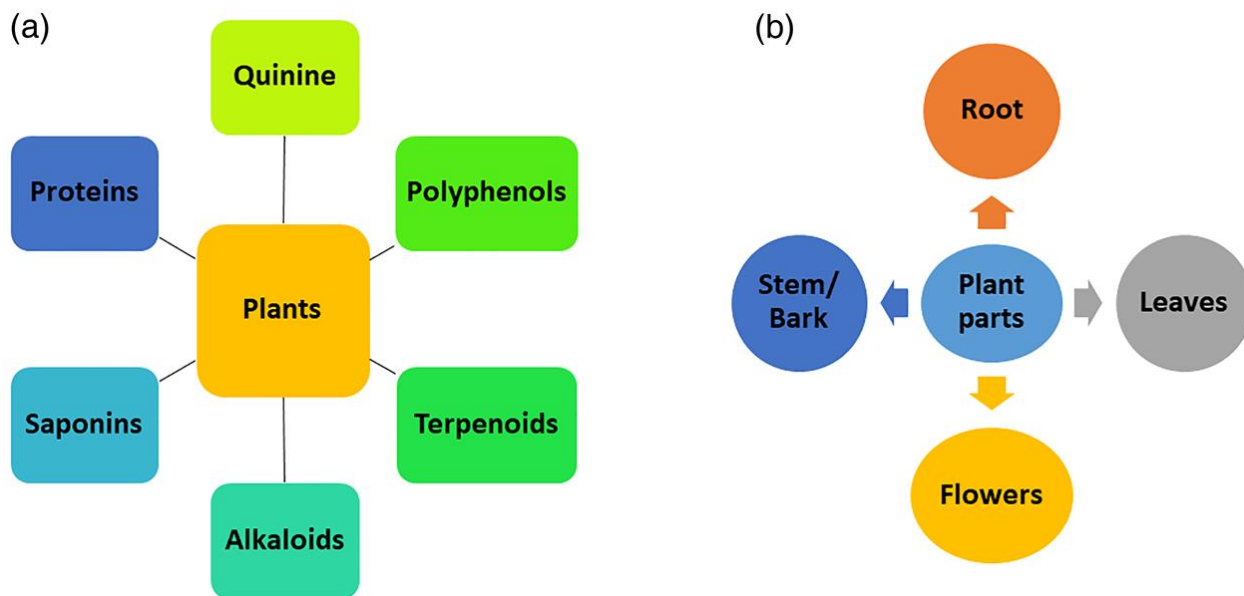 (a)
Quinine
Proteins
Polyphenols
Plants
Saponins
Terpenoids
Alkaloids
(b)
Root
Stem/
Bark
Plant
parts
Leaves
Flowers